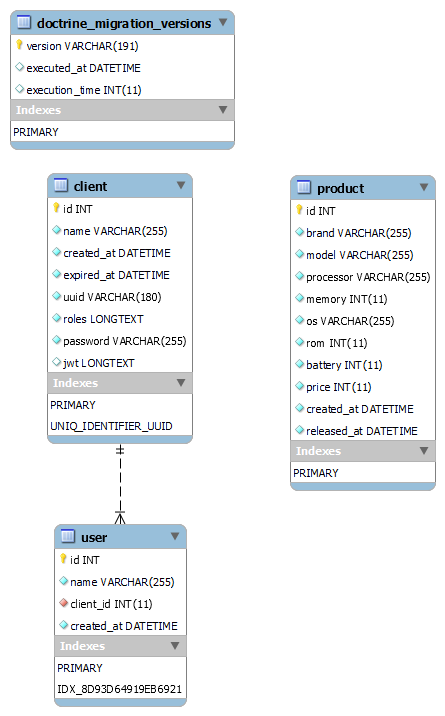 doctrine_migration_versions
version VARCHAR(191)
executed_at DATETIME
execution_time INT(11)
Indexes
PRIMARY
client
id INT
name VARCHAR(255)
created_at DATETIME
expired_at DATETIME
uuid VARCHAR(180)
roles LONGTEXT
password VARCHAR(255)
jwt LONGTEXT
Indexes
PRIMARY
UNIQ_IDENTIFIER_UUID
product
id INT
brand VARCHAR(255)
model VARCHAR(255)
processor VARCHAR(255)
memory INT(11)
os VARCHAR(255)
rom INT(11)
battery INT(11)
price INT(11)
created_at DATETIME
released_at DATETIME
Indexes
PRIMARY
user
id INT
name VARCHAR(255)
client_id INT(11)
created_at DATETIME
Indexes
PRIMARY
IDX_8D93D64919EB6921